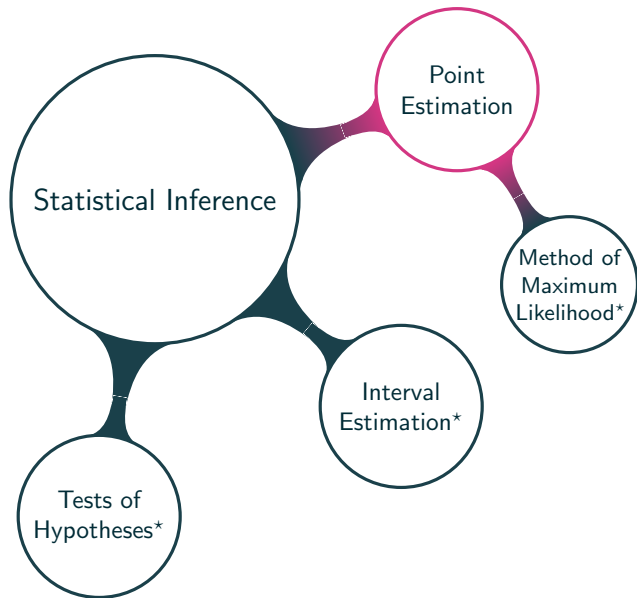 Statistical Inference
Point
Estimation
Method of
Maximum
Likelihood⋆
Interval
Estimation⋆
Tests of
Hypotheses⋆